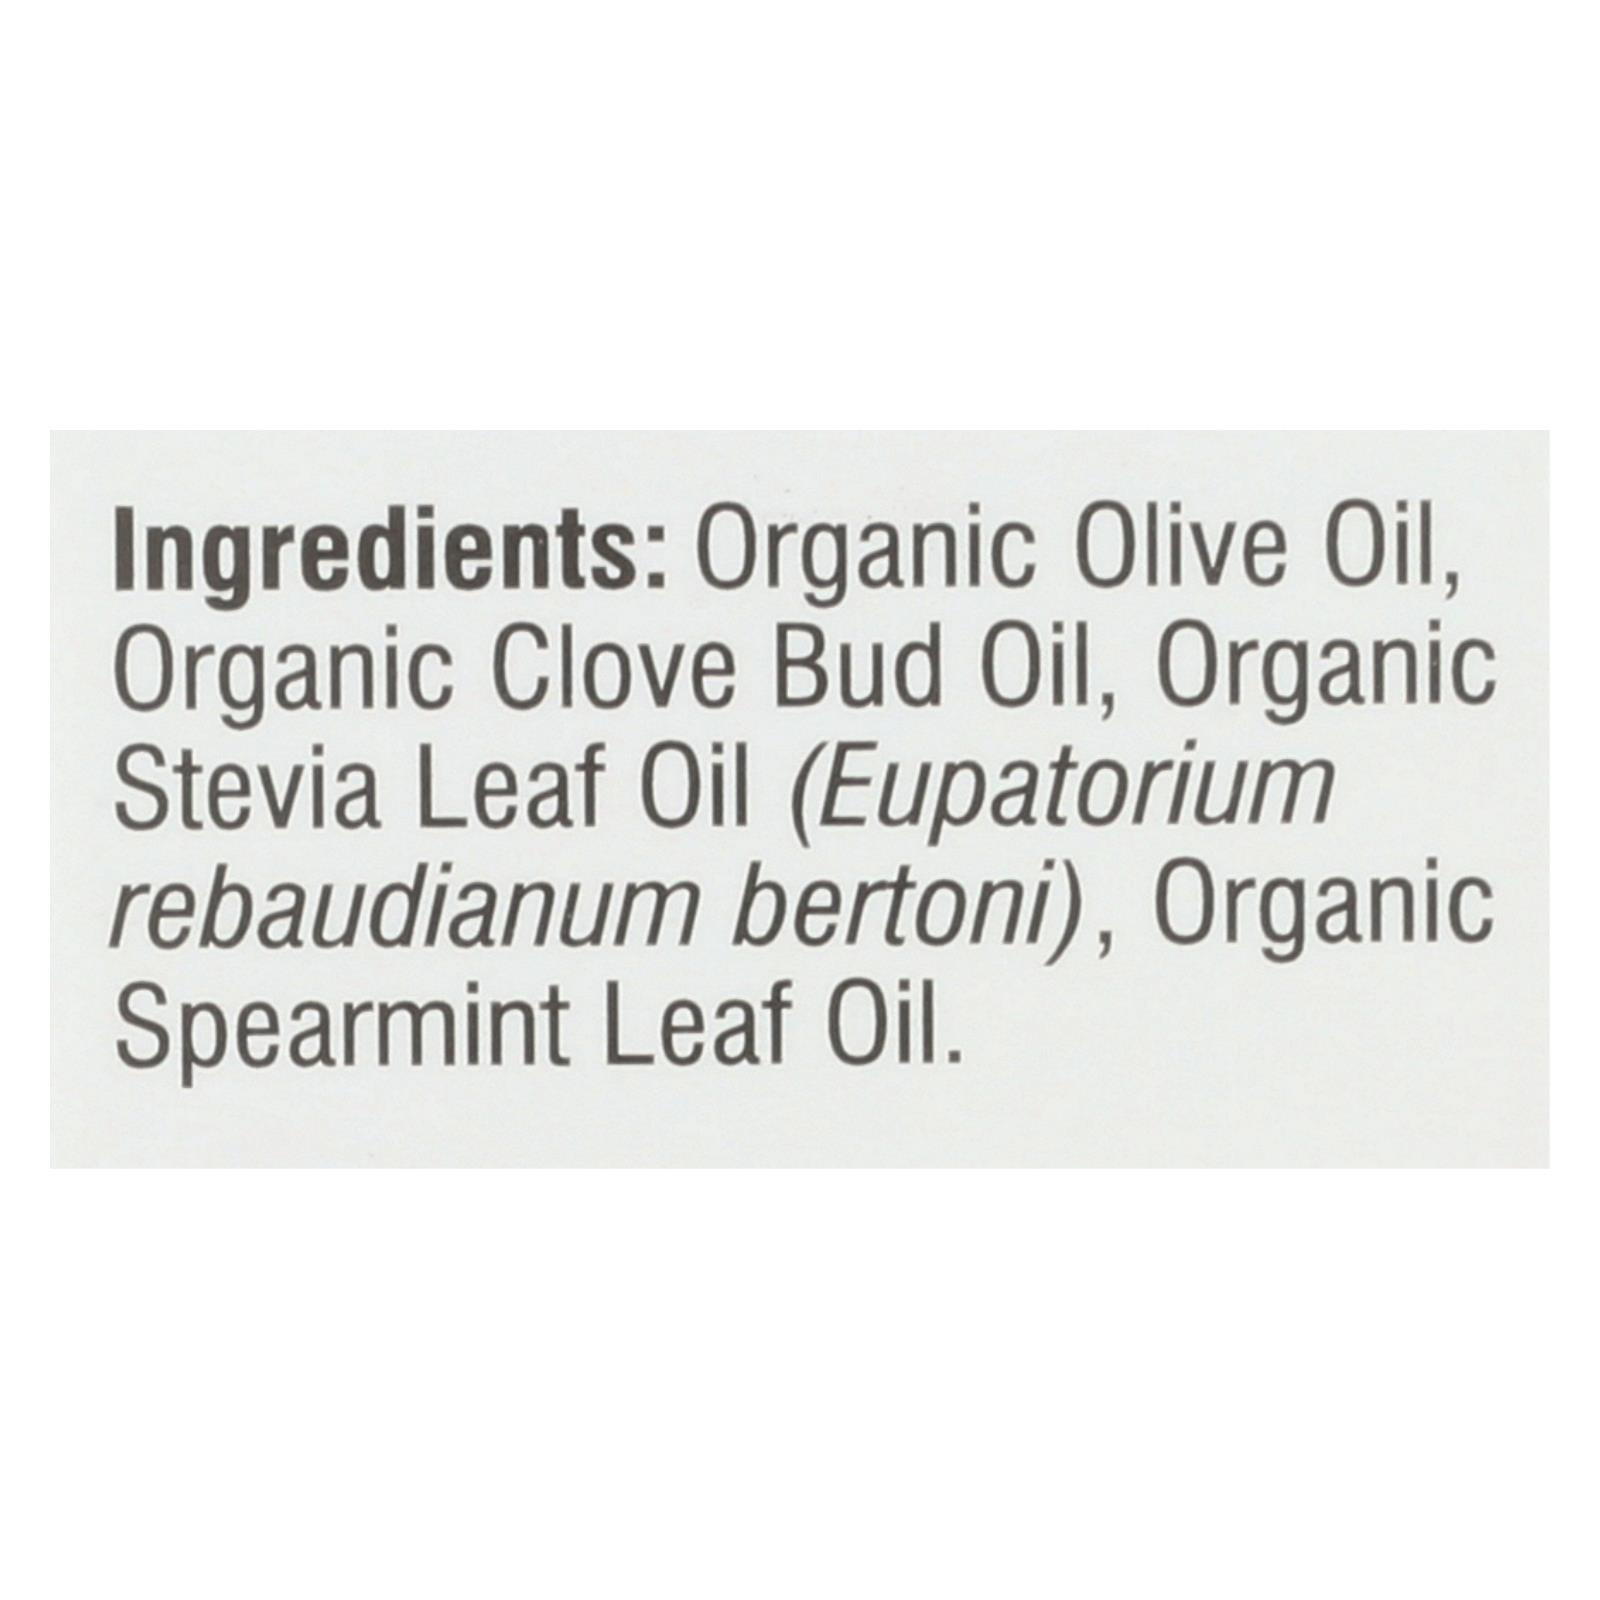 Ingredients: Organic Olive Oil,
Organic Clove Bud Oil, Organic
Stevia Leaf Oil (Eupatorium
rebaudianum bertoni), Organic
Spearmint Leaf Oil.